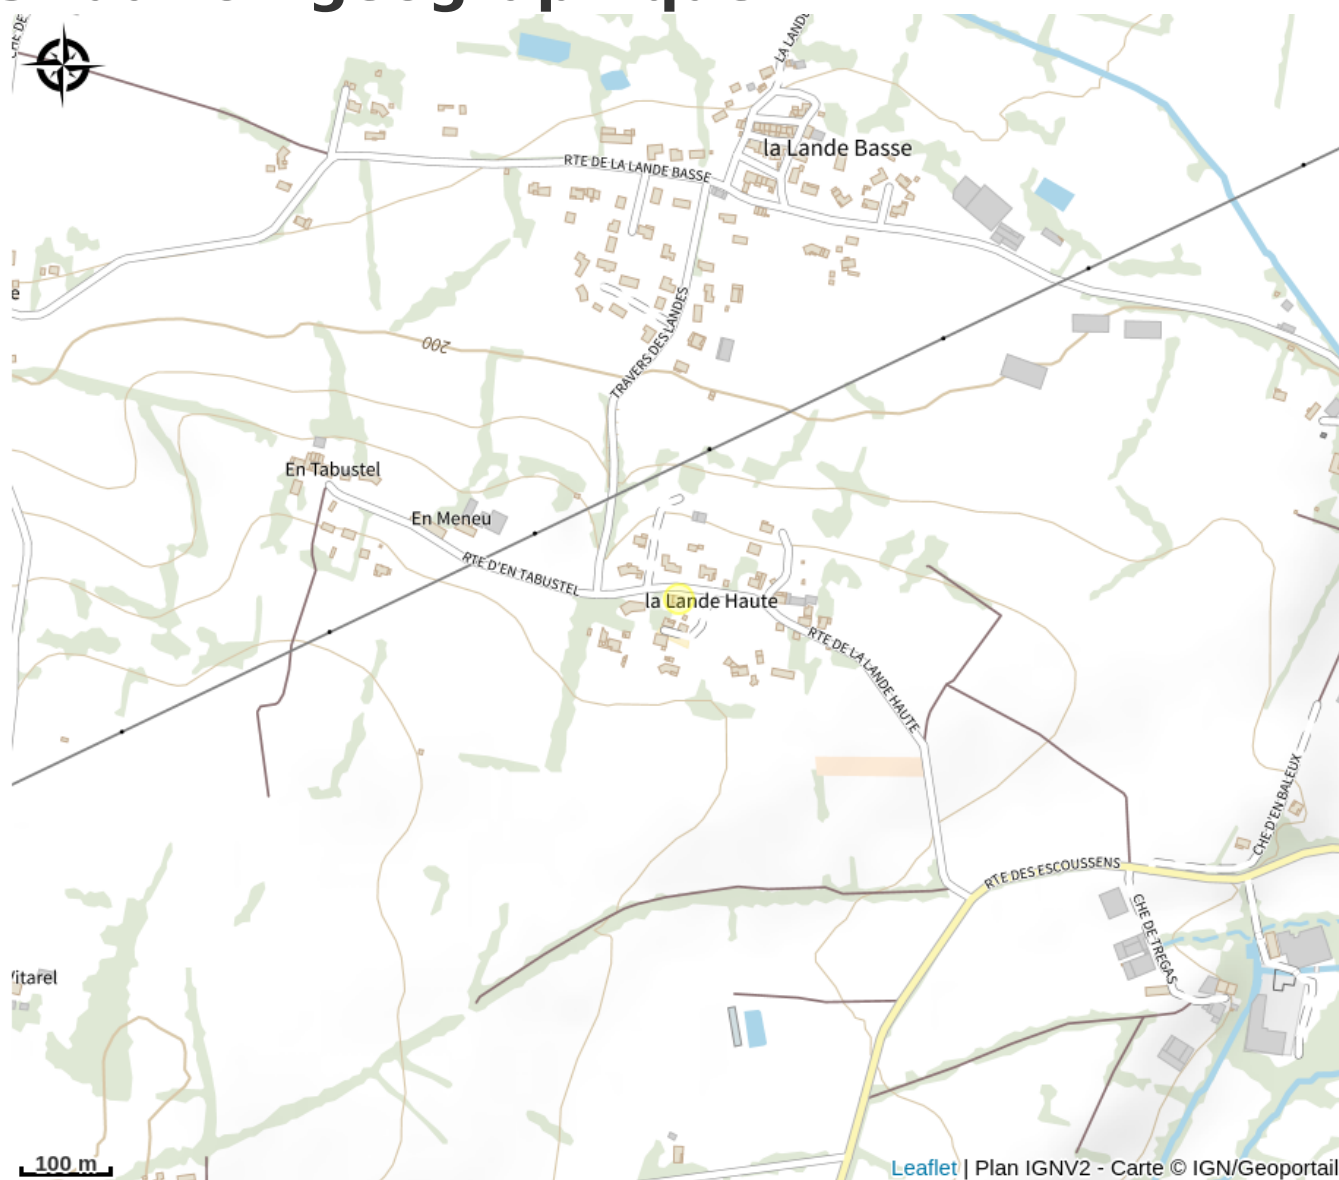 LA LANDE
la Lande Basse
RTE DE LA LANDE BASSE
TRAVERS DES LANDES
200
En Tabustel
En Meneu
RTE D'EN TABUSTEL
la Lande Haute
RTE DE LA LANDE HAUTE
CHE D'EN BALEUX
RTE DES ESCOUSSENS
CHE DE TREGAS
itarel
100 m
Leaflet | Plan IGNV2 - Carte © IGN/Geoportail